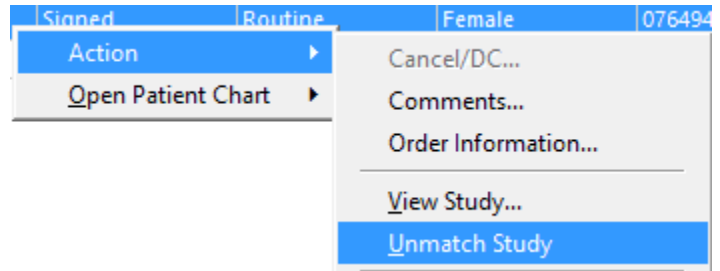 Signed Routine Female 076494
Action
Open Patient Chart
Cancel/DC...
Comments...
Order Information...
View Study...
Unmatch Study